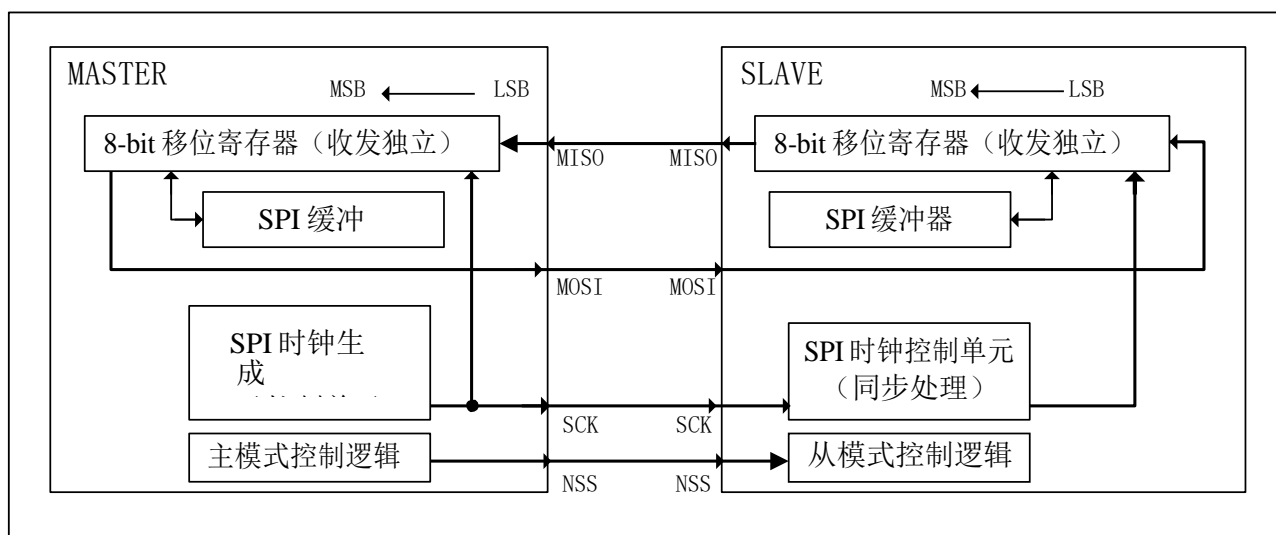 MASTER
MSB
LSB
8-bit 移位寄存器（收发独立）
SPI 缓冲
SPI 时钟生
成
主模式控制逻辑
MISO
MISO
MOSI
MOSI
SCK
SCK
NSS
NSS
SLAVE
MSB
LSB
8-bit 移位寄存器（收发独立）
SPI 缓冲器
SPI 时钟控制单元
（同步处理）
从模式控制逻辑